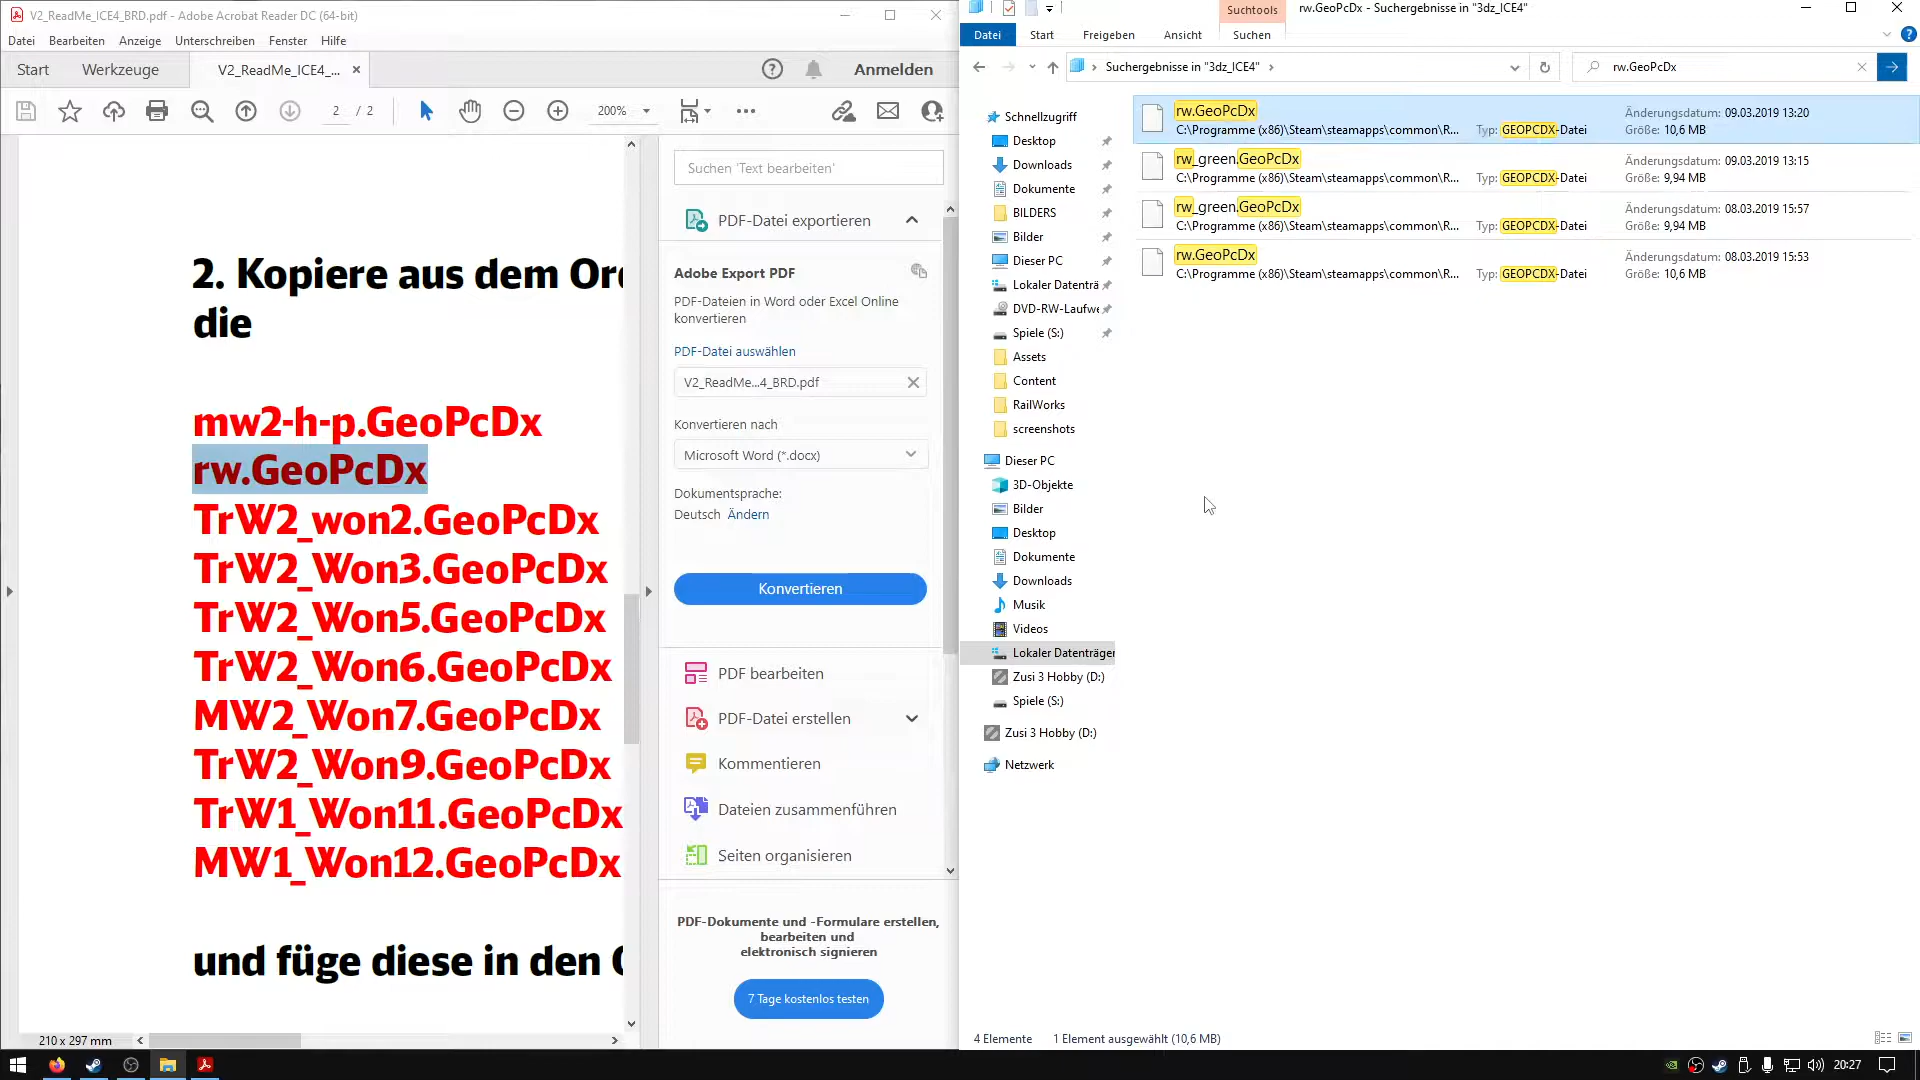 V2_ReadMe_ICE4_BRD.pdf - Adobe Acrobat Reader DC (64-bit)
Datei Bearbeiten Anzeige Unterschreiben Fenster Hilfe
Start Werkzeuge V2_ReadMe_ICE4_... Anmelden
2 / 2 200%
2. Kopiere aus dem Or
die
mw2-h-p.GeoPcDx
rw.GeoPcDx
TrW2_won2.GeoPcDx
TrW2_Won3.GeoPcDx
TrW2_Won5.GeoPcDx
TrW2_Won6.GeoPcDx
MW2_Won7.GeoPcDx
TrW2_Won9.GeoPcDx
TrW1_Won11.GeoPcDx
MW1_Won12.GeoPcDx
und füge diese in den
210 x 297 mm
Suchen 'Text bearbeiten'
PDF-Datei exportieren
Adobe Export PDF
PDF-Dateien in Word oder Excel Online
konvertieren
PDF-Datei auswählen
V2_ReadMe...4_BRD.pdf
Konvertieren nach
Microsoft Word (*.docx)
Dokumentsprache:
Deutsch Ändern
Konvertieren
PDF bearbeiten
PDF-Datei erstellen
Kommentieren
Dateien zusammenführen
Seiten organisieren
PDF-Dokumente und -Formulare erstellen,
bearbeiten und
elektronisch signieren
7 Tage kostenlos testen
Suchtools rw.GeoPcDx - Suchergebnisse in "3dz_ICE4"
Datei Start Freigeben Ansicht Suchen
Suchergebnisse in "3dz_ICE4" rw.GeoPcDx
Schnellzugriff
Desktop
Downloads
Dokumente
BILDERS
Bilder
Dieser PC
Lokaler Datenträ
DVD-RW-Laufwe
Spiele (S:)
Assets
Content
RailWorks
screenshots
Dieser PC
3D-Objekte
Bilder
Desktop
Dokumente
Downloads
Musik
Videos
Lokaler Datenträger
Zusi 3 Hobby (D:)
Spiele (S:)
Zusi 3 Hobby (D:)
Netzwerk
rw.GeoPcDx Änderungsdatum: 09.03.2019 13:20
C:\Programme (x86)\Steam\steamapps\common\R... Typ: GEOPCDX-Datei Größe: 10,6 MB
rw_green.GeoPcDx Änderungsdatum: 09.03.2019 13:15
C:\Programme (x86)\Steam\steamapps\common\R... Typ: GEOPCDX-Datei Größe: 9,94 MB
rw_green.GeoPcDx Änderungsdatum: 08.03.2019 15:57
C:\Programme (x86)\Steam\steamapps\common\R... Typ: GEOPCDX-Datei Größe: 9,94 MB
rw.GeoPcDx Änderungsdatum: 08.03.2019 15:53
C:\Programme (x86)\Steam\steamapps\common\R... Typ: GEOPCDX-Datei Größe: 10,6 MB
4 Elemente 1 Element ausgewählt (10,6 MB)
20:27